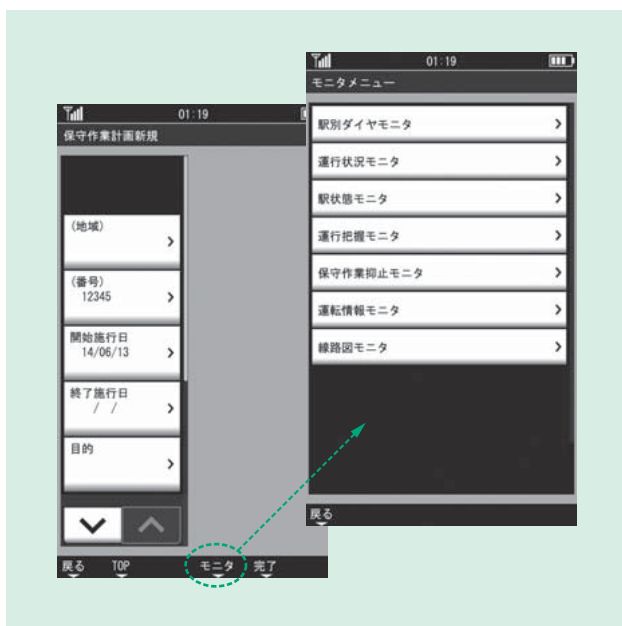 01:19
保守作業計画新規
(地域)
(番号)
12345
開始施行日
14/06/13
終了施行日
/ /
目的
戻る TOP モニタ 完了
01:19
モニタメニュー
駅別ダイヤモニタ
運行状況モニタ
駅状態モニタ
運行把握モニタ
保守作業抑止モニタ
運転情報モニタ
線路図モニタ
戻る